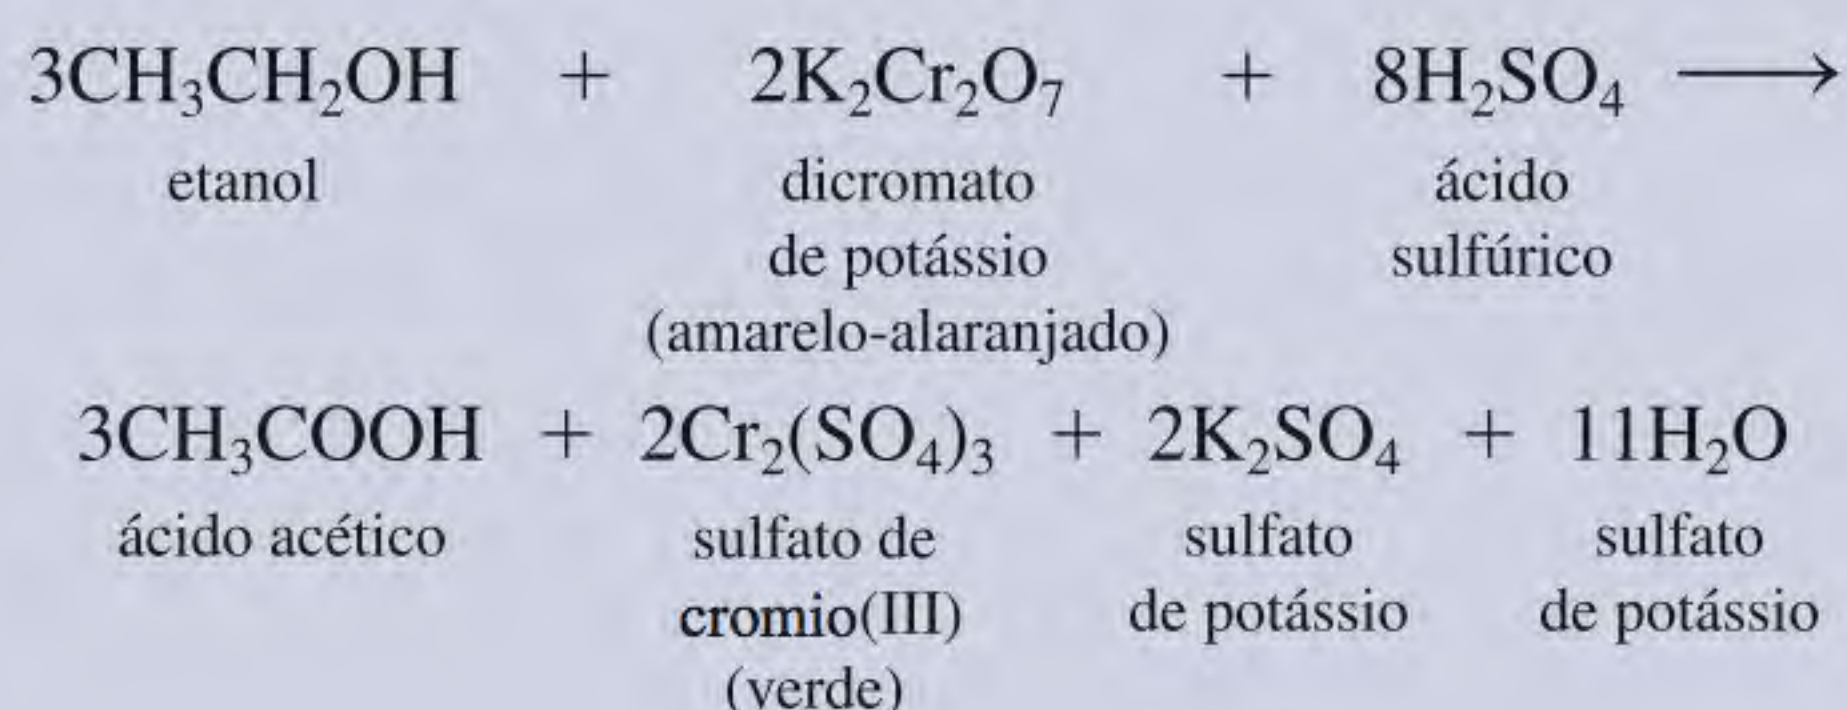 3CH₃CH₂OH + 2K₂Cr₂O₇ + 8H₂SO₄ ⟶
etanol dicromato ácido
de potássio sulfúrico
(amarelo-alaranjado)
3CH₃COOH + 2Cr₂(SO₄)₃ + 2K₂SO₄ + 11H₂O
ácido acético sulfato de sulfato sulfato
cromio(III) de potássio de potássio
(verde)